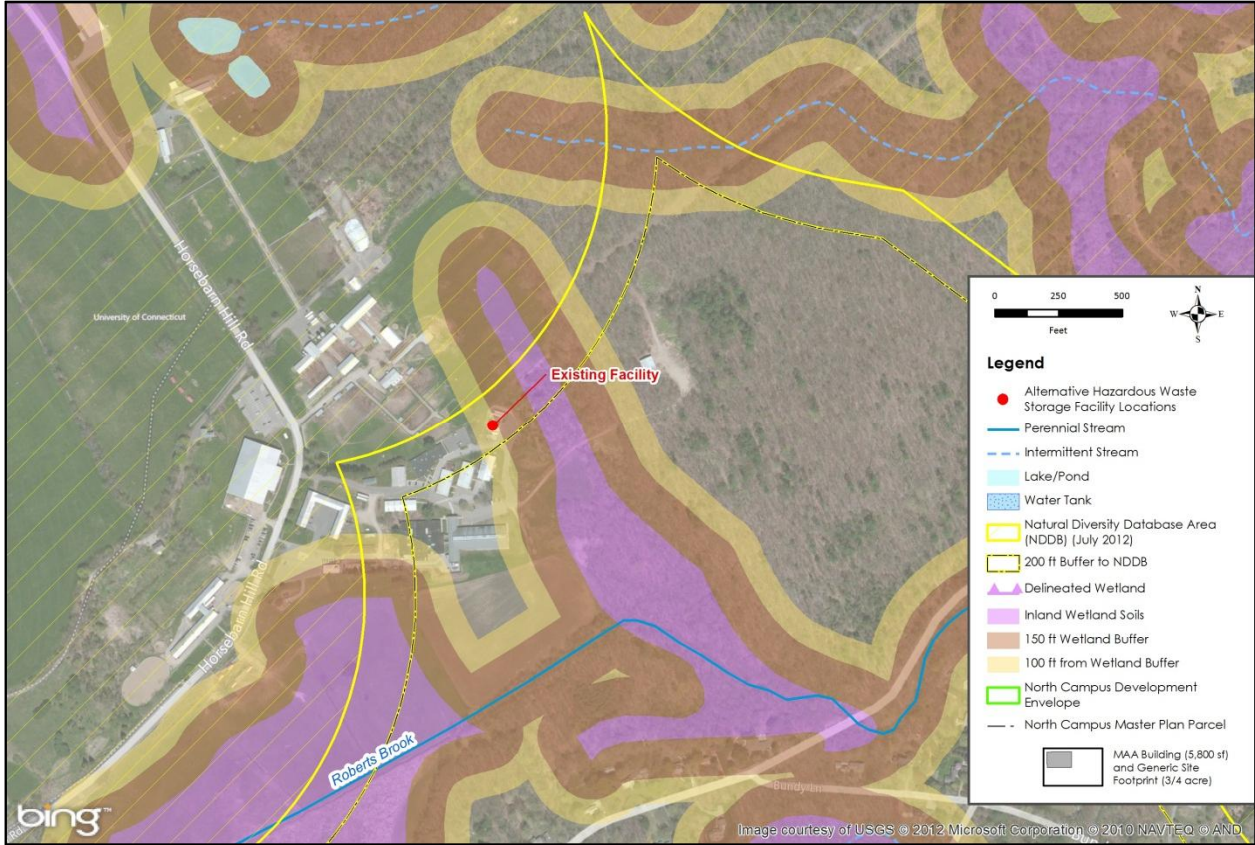 Horsebarn Hill Rd
University of Connecticut
Existing Facility
Horsebarn Hill Rd
Roberts Brook
Bundy Ln
Rd
bing™
Image courtesy of USGS © 2012 Microsoft Corporation © 2010 NAVTEQ © AND
0 250 500
Feet
N
W E
S
Legend
Alternative Hazardous Waste
Storage Facility Locations
Perennial Stream
Intermittent Stream
Lake/Pond
Water Tank
Natural Diversity Database Area
(NDDB) (July 2012)
200 ft Buffer to NDDB
Delineated Wetland
Inland Wetland Soils
150 ft Wetland Buffer
100 ft from Wetland Buffer
North Campus Development
Envelope
North Campus Master Plan Parcel
MAA Building (5,800 sf)
and Generic Site
Footprint (3/4 acre)